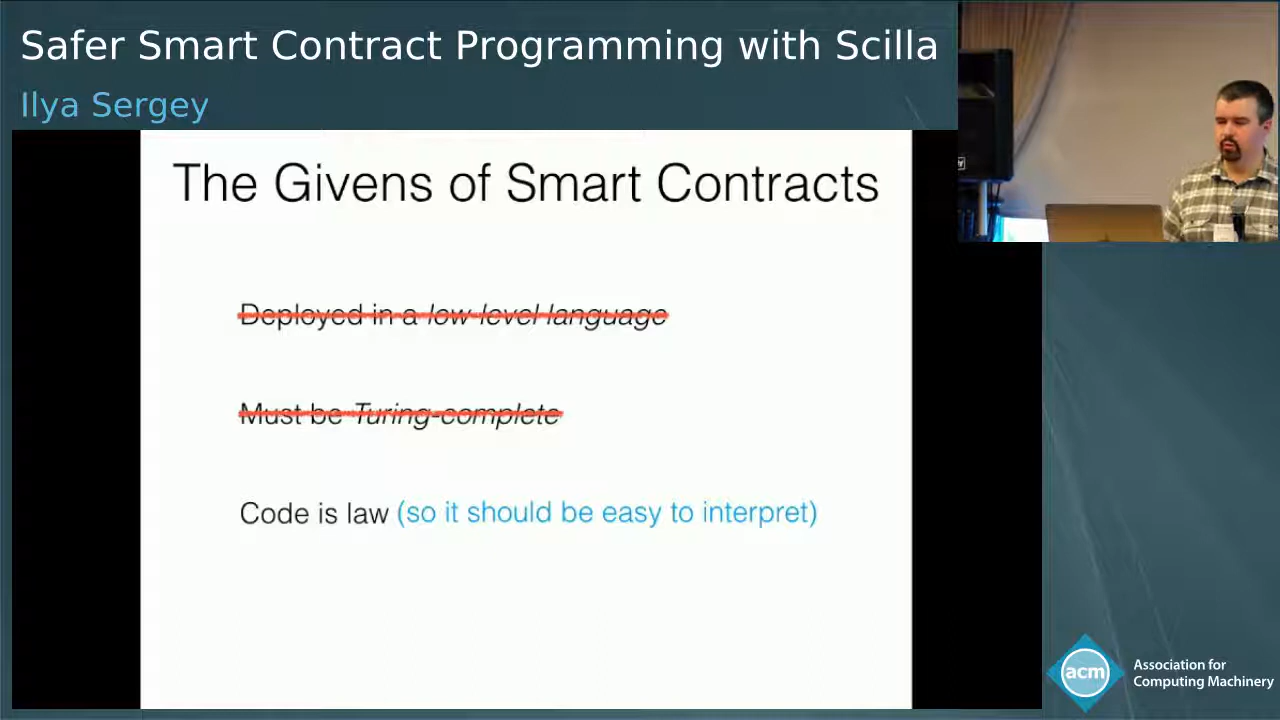 Safer Smart Contract Programming with Scilla
Ilya Sergey
The Givens of Smart Contracts
Deployed in a low-level language
Must be Turing-complete
Code is law (so it should be easy to interpret)
acm
Association for
Computing Machinery